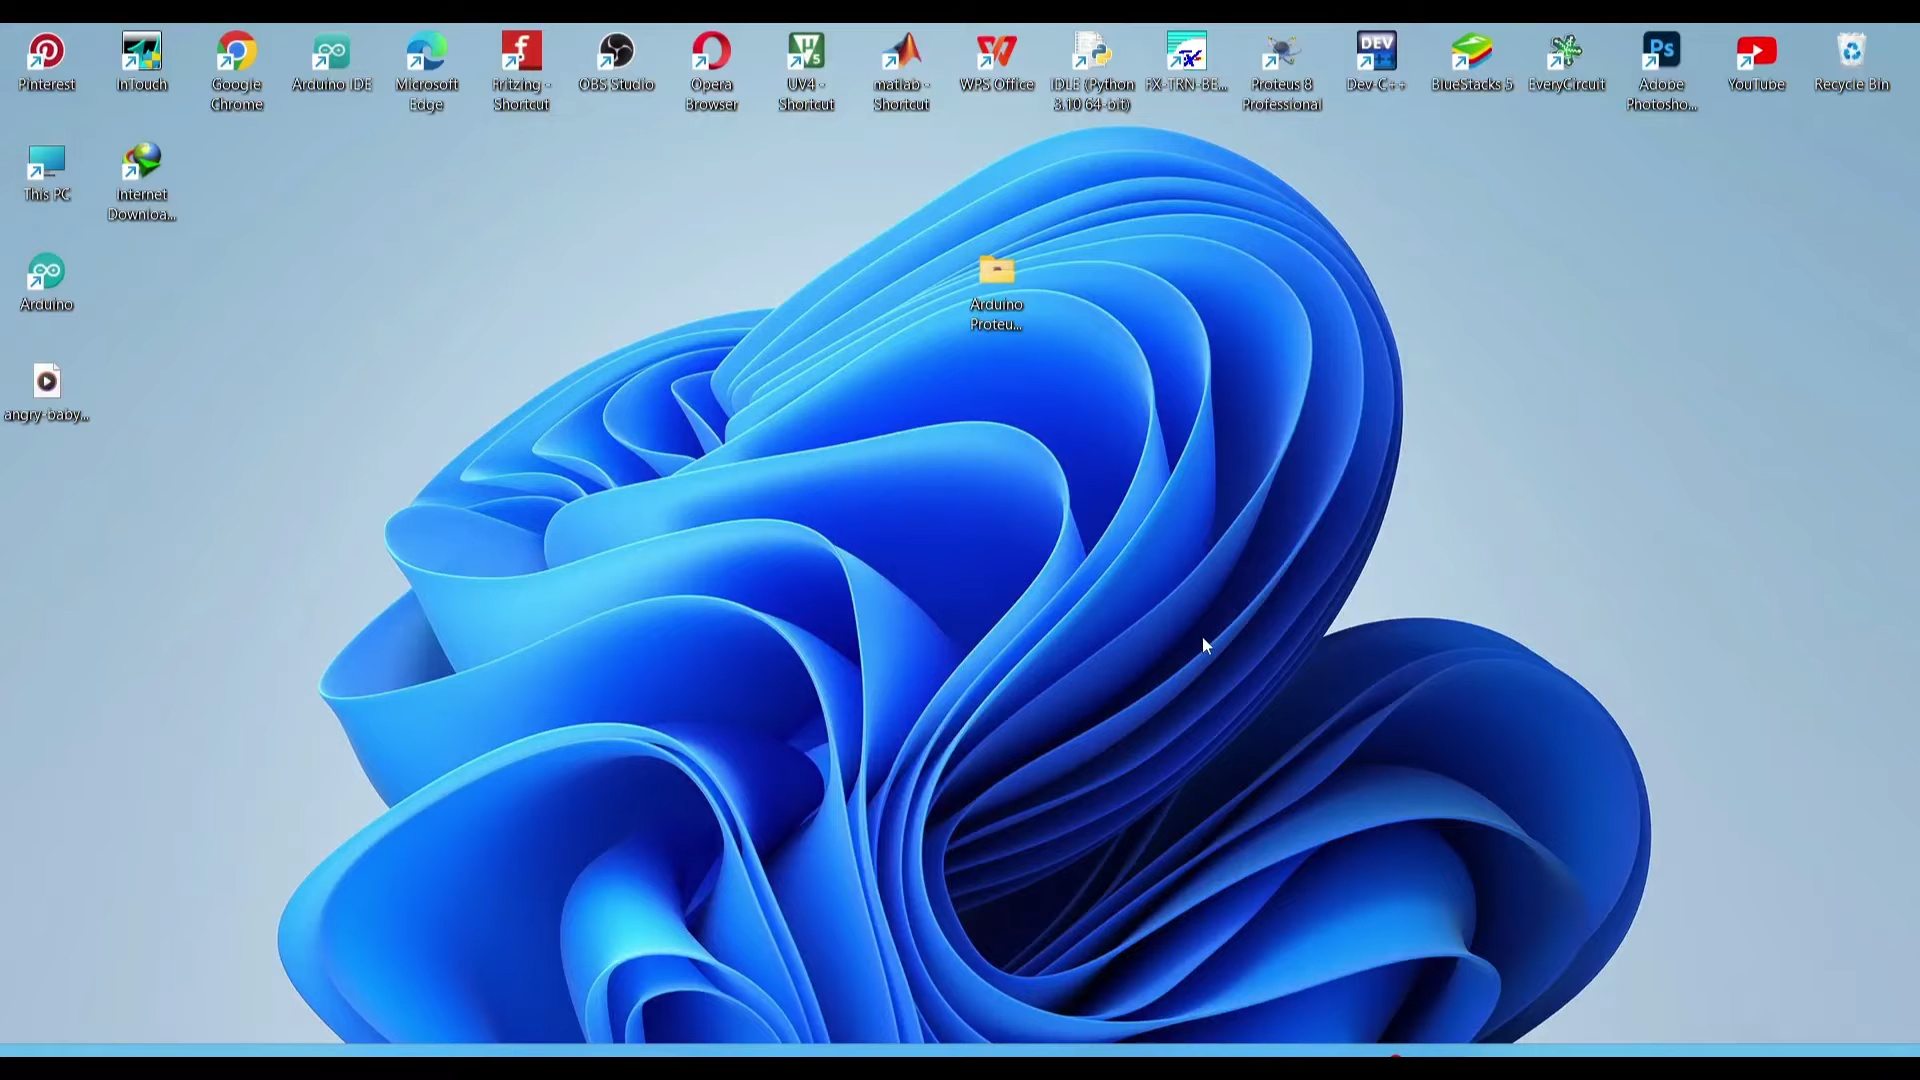 Pinterest
InTouch
Google
Chrome
Arduino IDE
Microsoft
Edge
Fritzing -
Shortcut
OBS Studio
Opera
Browser
UV4 -
Shortcut
matlab -
Shortcut
WPS Office
IDLE (Python
3.10 64-bit)
FX-TRN-BE...
Proteus 8
Professional
DEV
Dev-C++
BlueStacks 5
EveryCircuit
Ps
Adobe
Photosho...
YouTube
Recycle Bin
This PC
Internet
Downloa...
Arduino
Proteu...
Arduino
angry-baby...